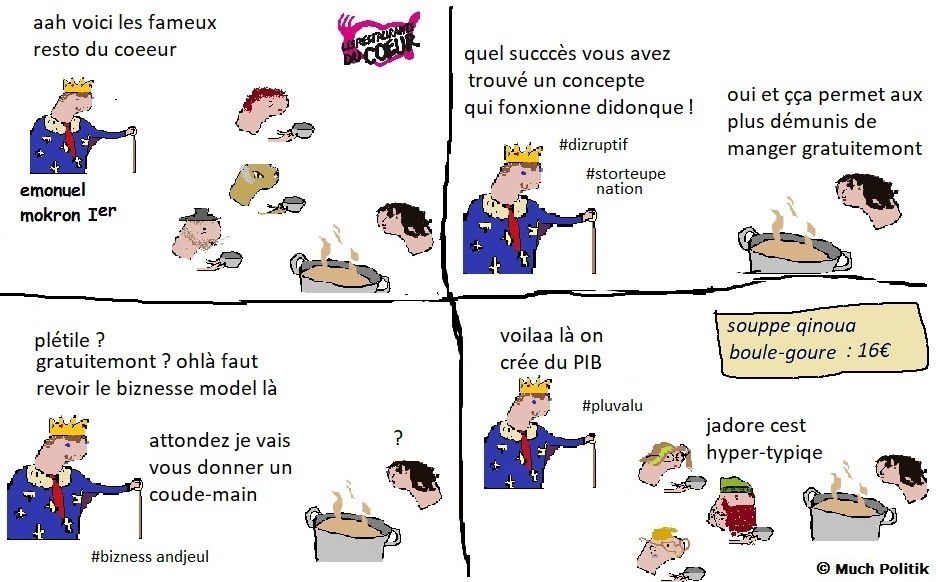 aah voici les fameux
resto du coeeur
LES RESTAURANTS
DU COEUR
emonuel
mokron Ier
quel succcès vous avez
trouvé un concepte
qui fonxionne didonque !
#dizruptif
#storteupe
nation
oui et çça permet aux
plus démunis de
manger gratuitemont
plétile ?
gratuitemont ? ohlà faut
revoir le biznesse model là
attondez je vais
vous donner un
coude-main
?
#bizness andjeul
voilaa là on
crée du PIB
#pluvalu
souppe qinoua
boule-goure : 16€
jadore cest
hyper-typiqe
© Much Politik